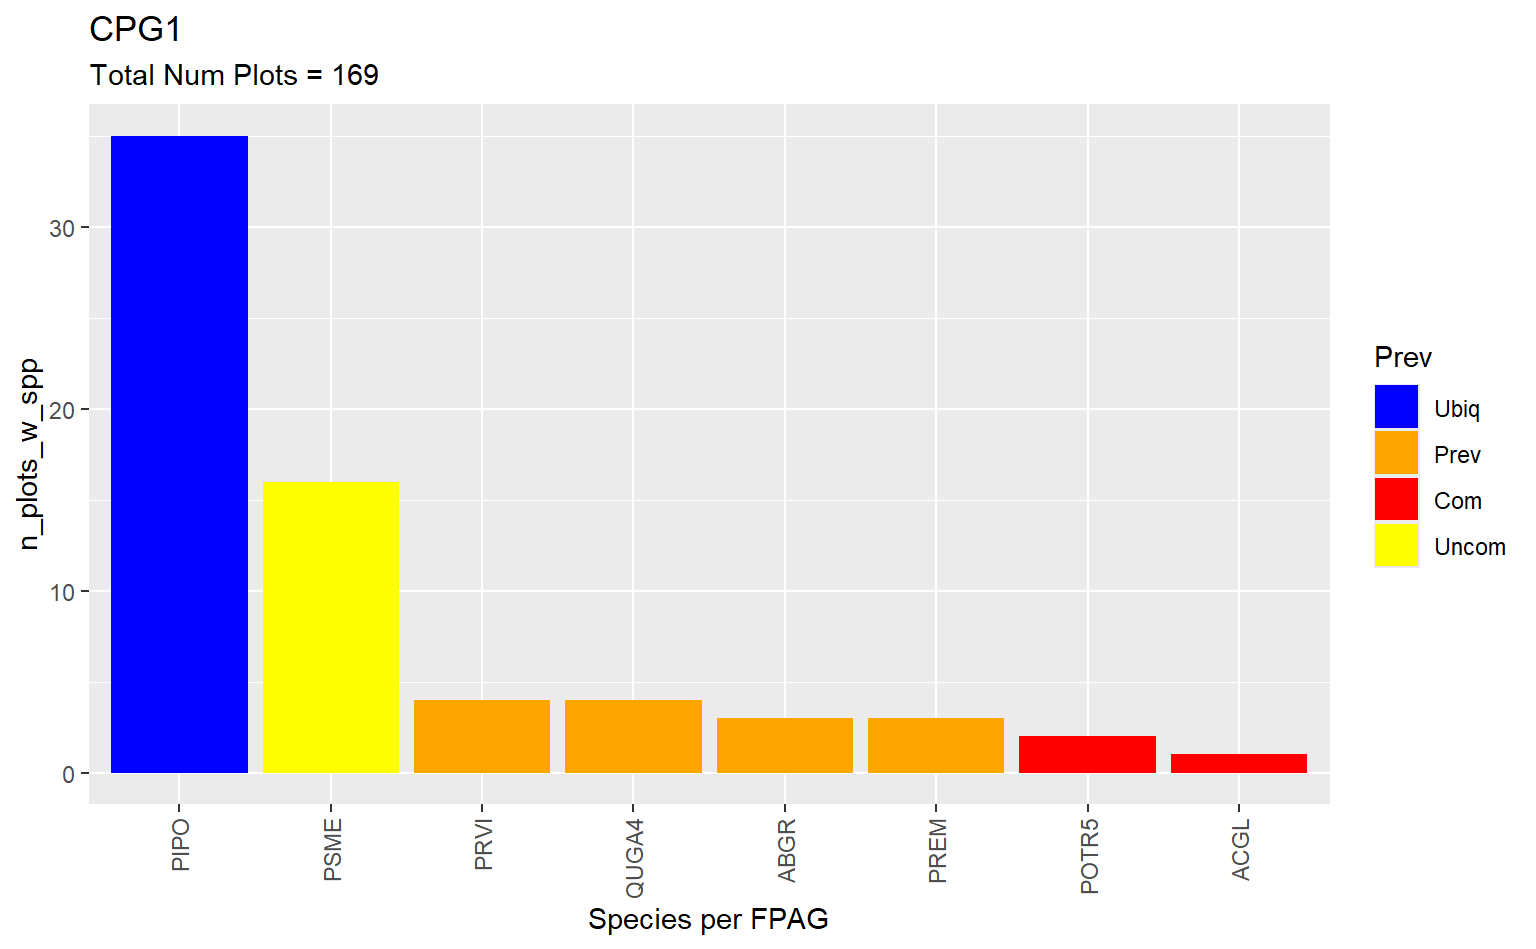 CPG1
Total Num Plots = 169
n_plots_w_spp
30
20
10
0
PIPO
PSME
PRVI
QUGA4
ABGR
PREM
POTR5
ACGL
Species per FPAG
Prev
Ubiq
Prev
Com
Uncom